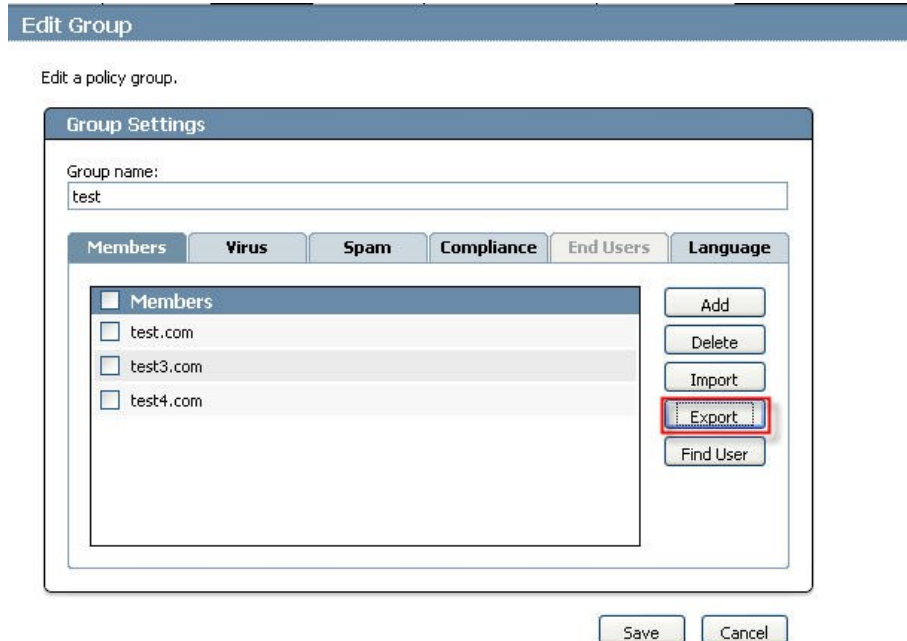 Edit Group
Edit a policy group.
Group Settings
Group name:
test
Members Virus Spam Compliance End Users Language
Members
test.com
test3.com
test4.com
Add
Delete
Import
Export
Find User
Save Cancel